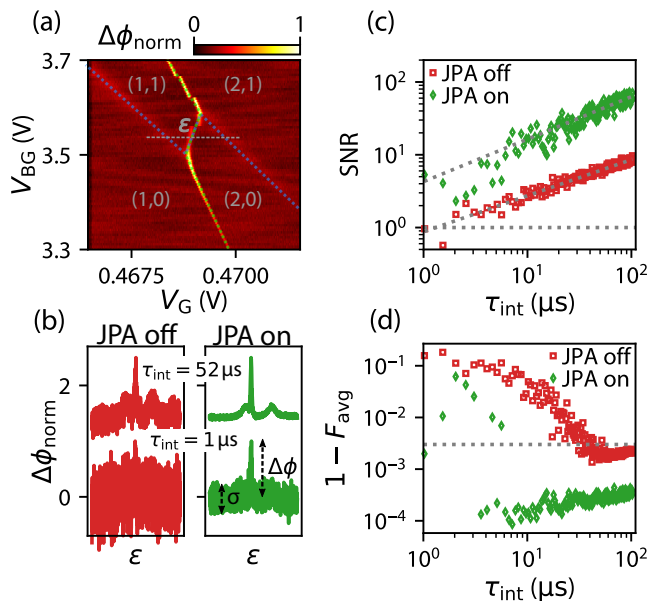 (a)
Δϕnorm
0 1
3.7
3.5
3.3
VBG (V)
(1,1) (2,1)
ε
(1,0) (2,0)
0.4675 0.4700
VG (V)
(b)
JPA off JPA on
τint = 52 μs
τint = 1 μs
2
0
Δϕnorm
Δϕ
σ
ε ε
(c)
JPA off
JPA on
10²
10¹
10⁰
SNR
10⁰ 10¹ 10²
τint (μs)
(d)
JPA off
JPA on
10⁻¹
10⁻²
10⁻³
10⁻⁴
1 − Favg
10⁰ 10¹ 10²
τint (μs)